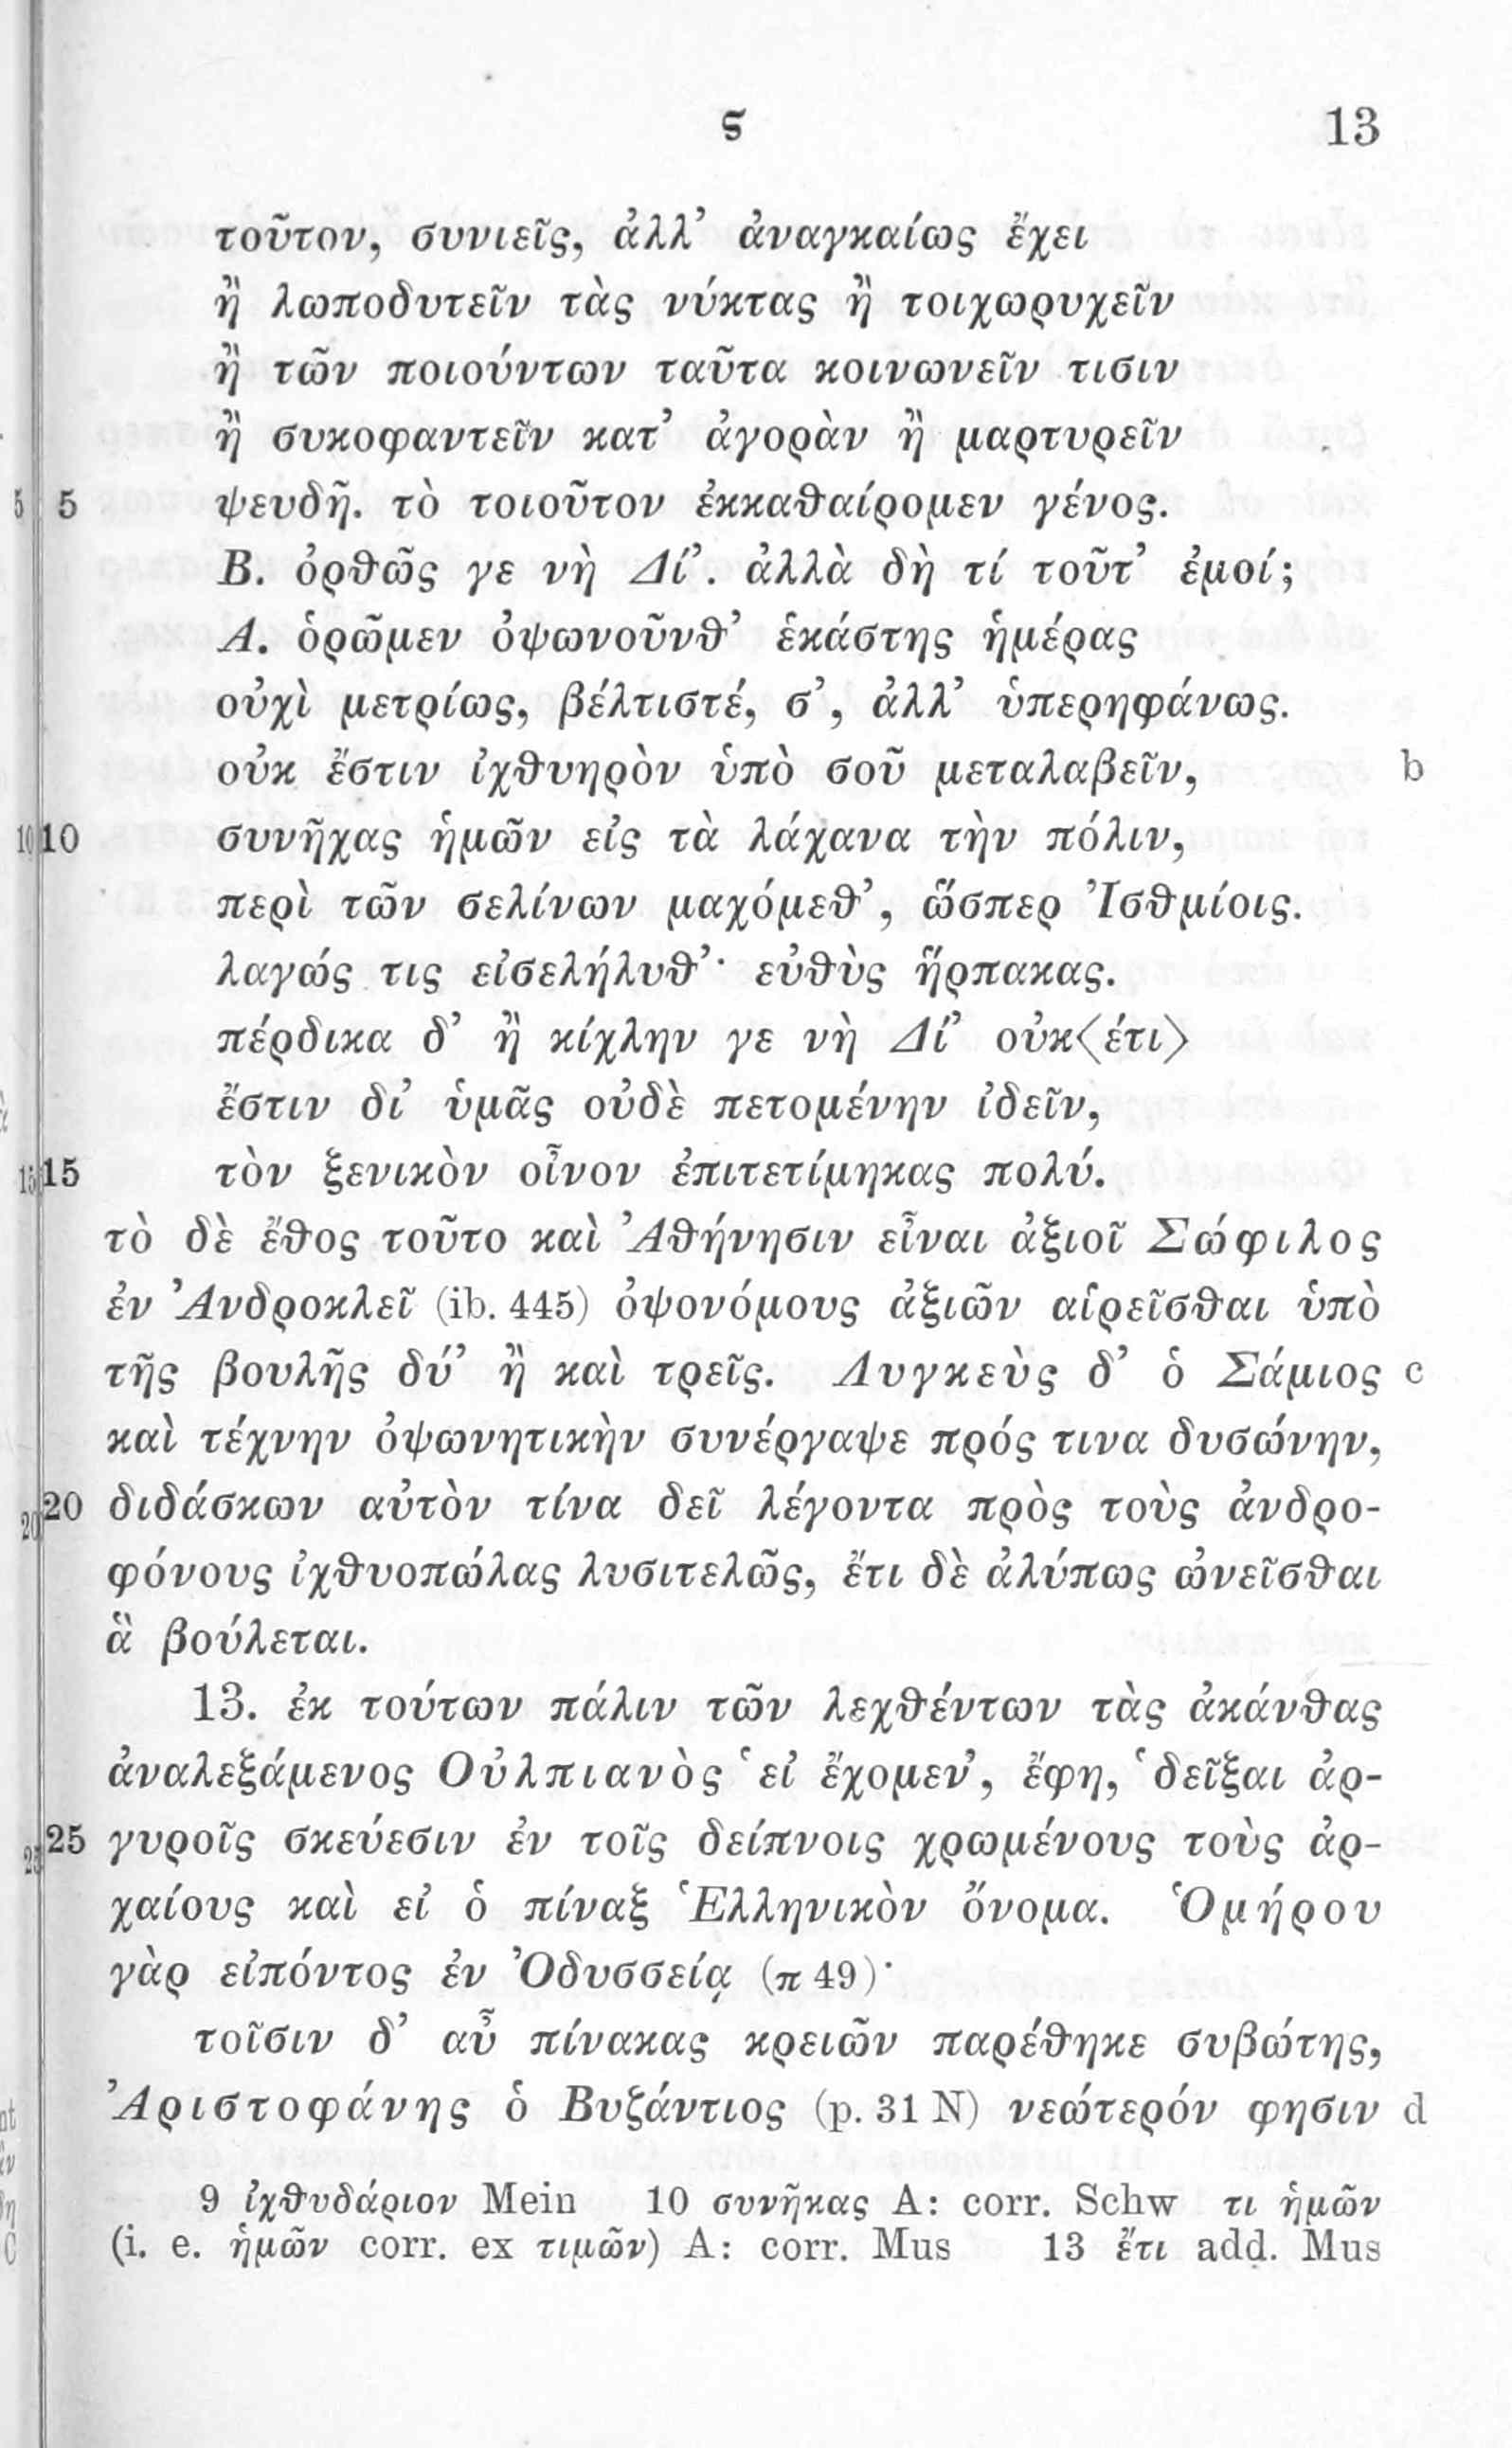 ϛ 13
τοῦτον, συνιεῖς, ἀλλ’ ἀναγκαίως ἔχει
ἢ λωποδυτεῖν τὰς νύκτας ἢ τοιχωρυχεῖν
ἢ τῶν ποιούντων ταῦτα κοινωνεῖν τισιν
ἢ συκοφαντεῖν κατ’ ἀγορὰν ἢ μαρτυρεῖν
5 ψευδῆ. τὸ τοιοῦτον ἐκκαθαίρομεν γένος.
Β. ὀρθῶς γε νὴ Δί’. ἀλλὰ δὴ τί τοῦτ’ ἐμοί;
Α. ὁρῶμεν ὀψωνοῦνθ’ ἑκάστης ἡμέρας
οὐχὶ μετρίως, βέλτιστέ, σ’, ἀλλ’ ὑπερηφάνως.
οὐκ ἔστιν ἰχθυηρὸν ὑπὸ σοῦ μεταλαβεῖν, b
10 συνῆχας ἡμῶν εἰς τὰ λάχανα τὴν πόλιν,
περὶ τῶν σελίνων μαχόμεθ’, ὥσπερ Ἰσθμίοις.
λαγώς τις εἰσελήλυθ’· εὐθὺς ἥρπακας.
πέρδικα δ’ ἢ κίχλην γε νὴ Δί’ οὐκ<έτι>
ἔστιν δι’ ὑμᾶς οὐδὲ πετομένην ἰδεῖν,
15 τὸν ξενικὸν οἶνον ἐπιτετίμηκας πολύ.
τὸ δὲ ἔθος τοῦτο καὶ Ἀθήνησιν εἶναι ἀξιοῖ Σώφιλος
ἐν Ἀνδροκλεῖ (ib. 445) ὀψονόμους ἀξιῶν αἱρεῖσθαι ὑπὸ
τῆς βουλῆς δύ’ ἢ καὶ τρεῖς. Λυγκεὺς δ’ ὁ Σάμιος c
καὶ τέχνην ὀψωνητικὴν συνέργαψε πρός τινα δυσώνην,
20 διδάσκων αὐτὸν τίνα δεῖ λέγοντα πρὸς τοὺς ἀνδρο-
φόνους ἰχθυοπώλας λυσιτελῶς, ἔτι δὲ ἀλύπως ὠνεῖσθαι
ἃ βούλεται.
13. ἐκ τούτων πάλιν τῶν λεχθέντων τὰς ἀκάνθας
ἀναλεξάμενος Οὐλπιανὸς ‘εἰ ἔχομεν’, ἔφη, ‘δεῖξαι ἀρ-
25 γυροῖς σκεύεσιν ἐν τοῖς δείπνοις χρωμένους τοὺς ἀρ-
χαίους καὶ εἰ ὁ πίναξ Ἑλληνικὸν ὄνομα. Ὁμήρου
γὰρ εἰπόντος ἐν Ὀδυσσείᾳ (π 49)·
τοῖσιν δ’ αὖ πίνακας κρειῶν παρέθηκε συβώτης,
Ἀριστοφάνης ὁ Βυζάντιος (p. 31 N) νεώτερόν φησιν d
9 ἰχθυδάριον Mein 10 συνῆκας A: corr. Schw τι ἡμῶν
(i. e. ἡμῶν corr. ex τιμῶν) A: corr. Mus 13 ἔτι add. Mus